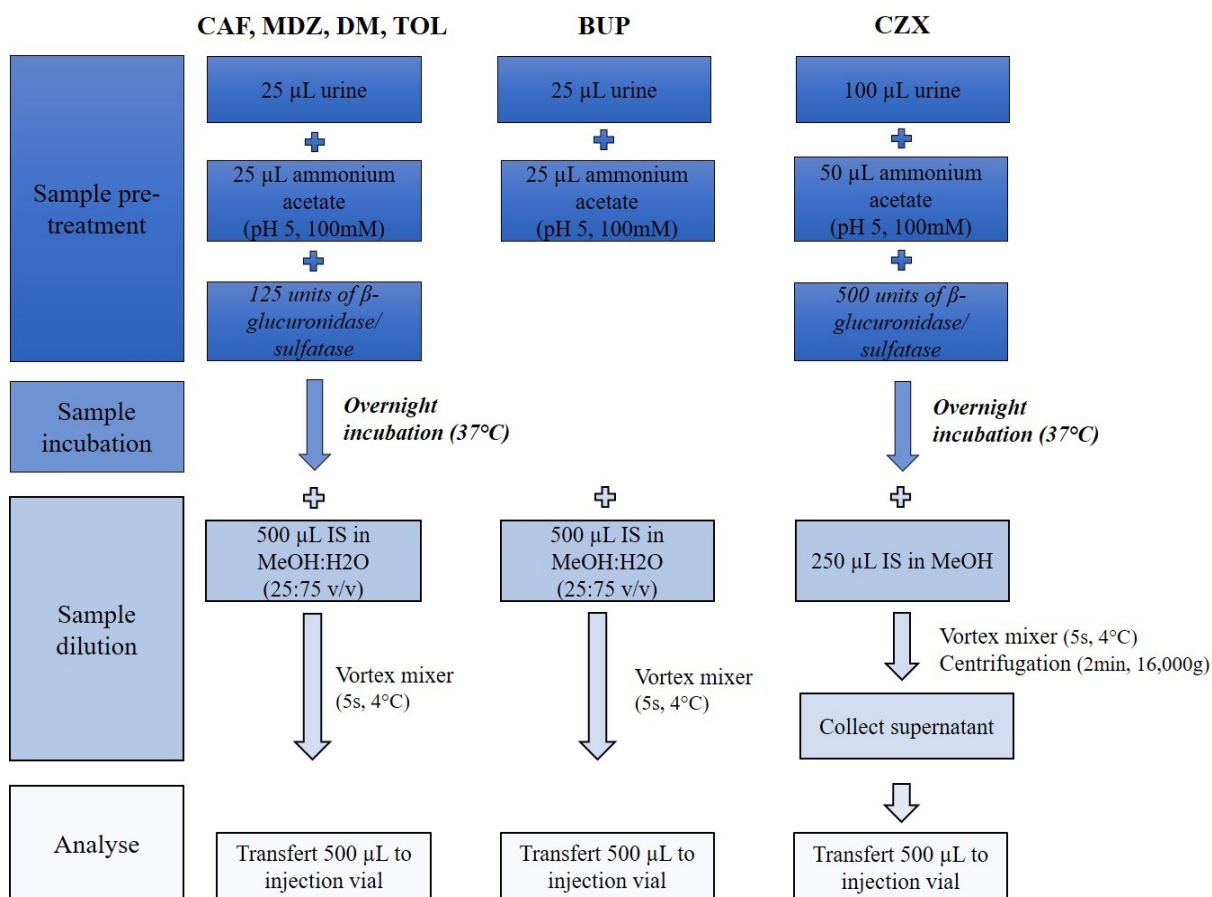 CAF, MDZ, DM, TOL
BUP
CZX
Sample pre-
treatment
25 µL urine
25 µL urine
100 µL urine
25 µL ammonium
acetate
(pH 5, 100mM)
25 µL ammonium
acetate
(pH 5, 100mM)
50 µL ammonium
acetate
(pH 5, 100mM)
125 units of β-
glucuronidase/
sulfatase
500 units of β-
glucuronidase/
sulfatase
Sample
incubation
Overnight
incubation (37°C)
Overnight
incubation (37°C)
Sample
dilution
500 µL IS in
MeOH:H2O
(25:75 v/v)
500 µL IS in
MeOH:H2O
(25:75 v/v)
250 µL IS in MeOH
Vortex mixer
(5s, 4°C)
Vortex mixer
(5s, 4°C)
Vortex mixer (5s, 4°C)
Centrifugation (2min, 16,000g)
Collect supernatant
Analyse
Transfert 500 µL to
injection vial
Transfert 500 µL to
injection vial
Transfert 500 µL to
injection vial